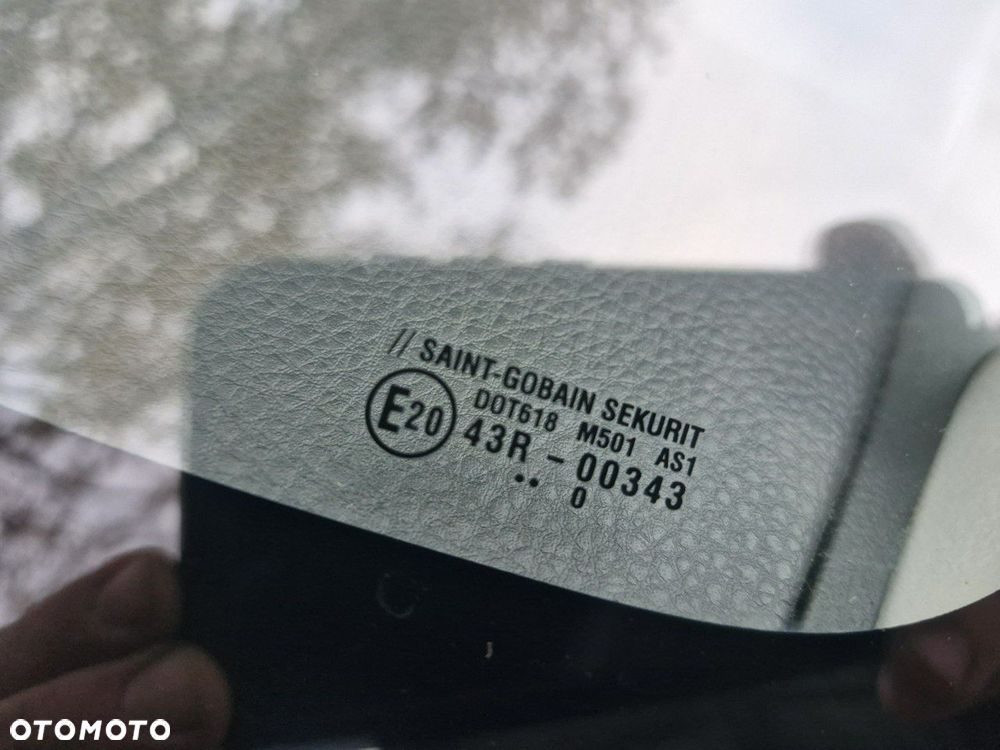 // SAINT-GOBAIN SEKURIT
E20 DOT618 M501 AS1
43R - 00343
.. 0
OTOMOTO